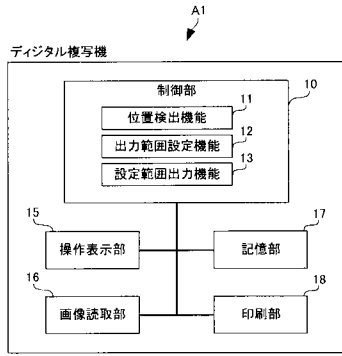 A1
ディジタル複写機
制御部
10
位置検出機能
11
出力範囲設定機能
12
設定範囲出力機能
13
15
17
操作表示部
記憶部
16
18
画像読取部
印刷部